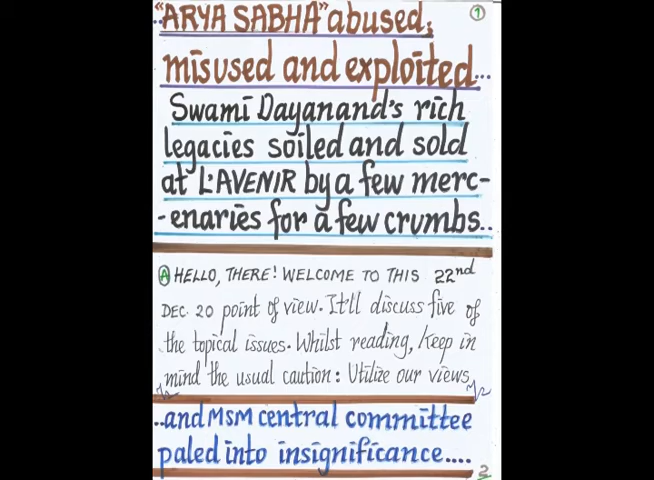 "ARYA SABHA" abused,
misused and exploited...
①
Swami Dayanand's rich
legacies soiled and sold
at L'AVENIR by a few merc-
-enaries for a few crumbs..
Ⓐ HELLO, THERE! WELCOME TO THIS 22nd
DEC. 20 point of view. It'll discuss five of
the topical issues. Whilst reading, keep in
mind the usual caution: Utilize our views
..and MSM central committee
paled into insignificance....
2